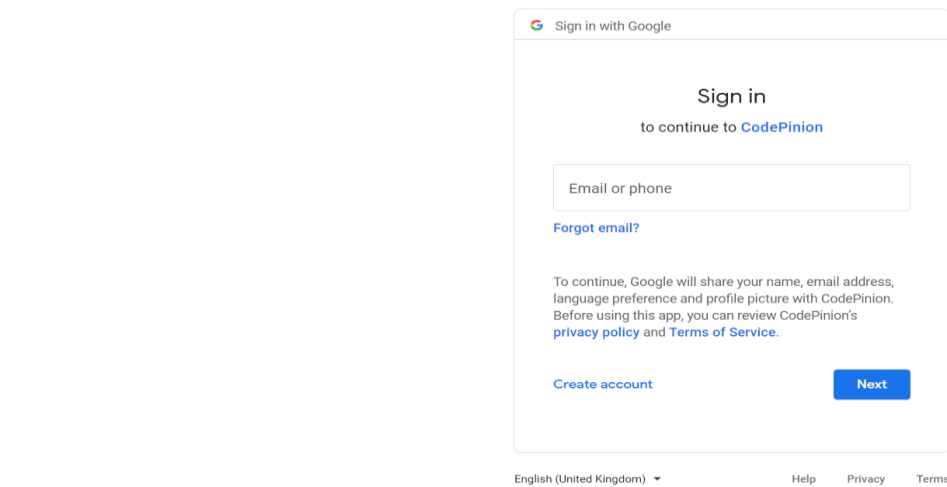 Sign in with Google
Sign in
to continue to CodePinion
Email or phone
Forgot email?
To continue, Google will share your name, email address,
language preference and profile picture with CodePinion.
Before using this app, you can review CodePinion's
privacy policy and Terms of Service.
Create account
Next
English (United Kingdom)
Help
Privacy
Terms